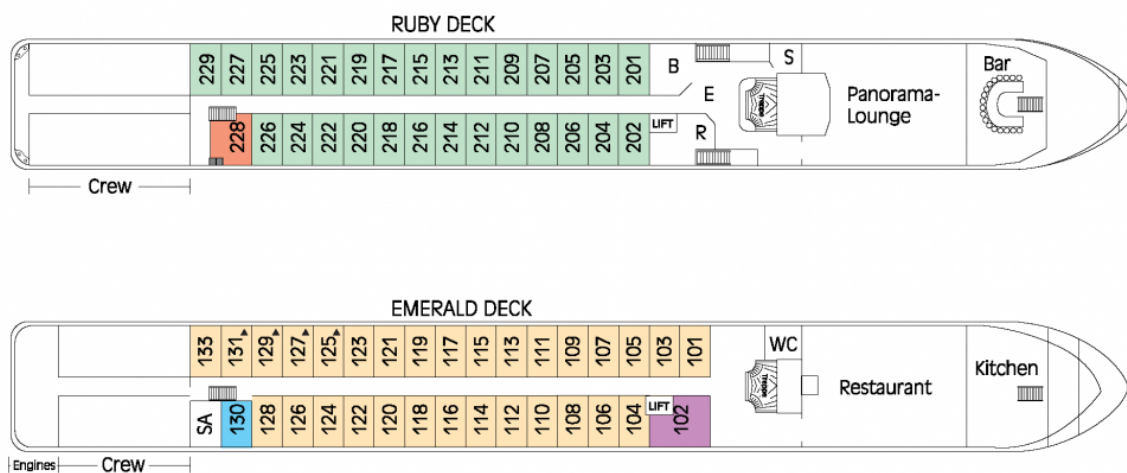 RUBY DECK
229 227 225 223 221 219 217 215 213 211 209 207 205 203 201 B S
E
Treppe
Panorama-
Lounge
Bar
228 226 224 222 220 218 216 214 212 210 208 206 204 202 LIFT R
Crew
EMERALD DECK
133 131 129 127 125 123 121 119 117 115 113 111 109 107 105 103 101 WC
Treppe
Restaurant
Kitchen
SA 130 128 126 124 122 120 118 116 114 112 110 108 106 104 LIFT 102
Engines Crew